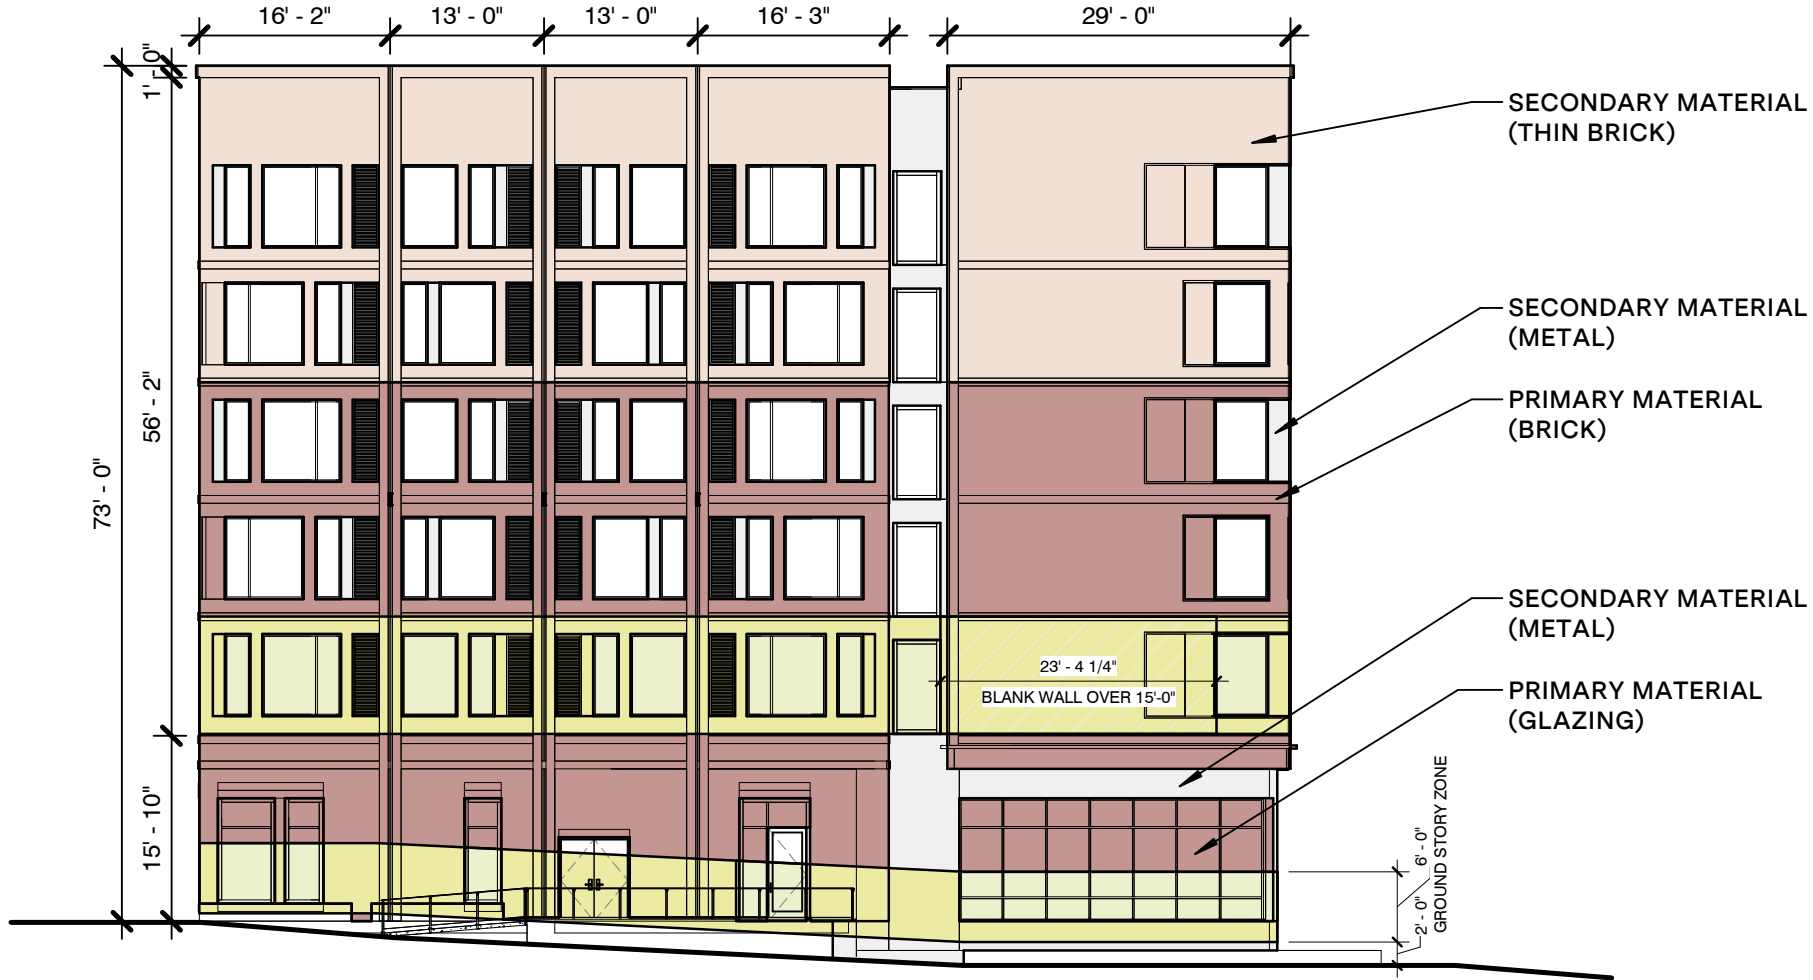 16' - 2"
13' - 0"
13' - 0"
16' - 3"
29' - 0"
1' - 0"
56' - 2"
73' - 0"
15' - 10"
SECONDARY MATERIAL
(THIN BRICK)
SECONDARY MATERIAL
(METAL)
PRIMARY MATERIAL
(BRICK)
SECONDARY MATERIAL
(METAL)
PRIMARY MATERIAL
(GLAZING)
23' - 4 1/4"
BLANK WALL OVER 15'-0"
6' - 0"
2' - 0"
GROUND STORY ZONE